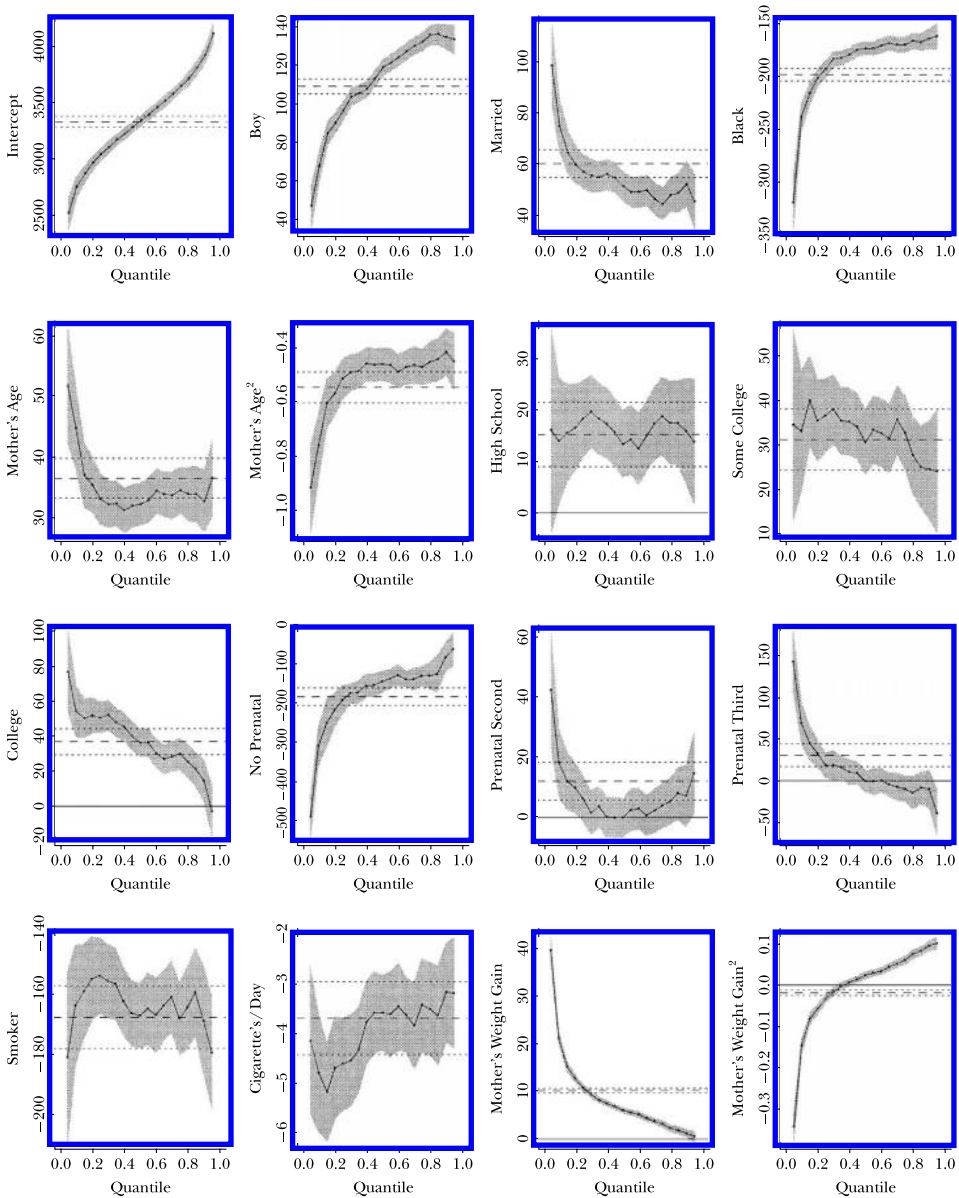 Intercept
2500 3000 3500 4000
0.0 0.2 0.4 0.6 0.8 1.0
Quantile
Boy
40 60 80 100 120 140
0.0 0.2 0.4 0.6 0.8 1.0
Quantile
Married
40 60 80 100
0.0 0.2 0.4 0.6 0.8 1.0
Quantile
Black
−350 −300 −250 −200 −150
0.0 0.2 0.4 0.6 0.8 1.0
Quantile
Mother's Age
30 40 50 60
0.0 0.2 0.4 0.6 0.8 1.0
Quantile
Mother's Age²
−1.0 −0.8 −0.6 −0.4
0.0 0.2 0.4 0.6 0.8 1.0
Quantile
High School
0 10 20 30
0.0 0.2 0.4 0.6 0.8 1.0
Quantile
Some College
10 20 30 40 50
0.0 0.2 0.4 0.6 0.8 1.0
Quantile
College
−20 0 20 40 60 80 100
0.0 0.2 0.4 0.6 0.8 1.0
Quantile
No Prenatal
−500 −400 −300 −200 −100 0
0.0 0.2 0.4 0.6 0.8 1.0
Quantile
Prenatal Second
0 20 40 60
0.0 0.2 0.4 0.6 0.8 1.0
Quantile
Prenatal Third
−50 0 50 100 150
0.0 0.2 0.4 0.6 0.8 1.0
Quantile
Smoker
−200 −180 −160 −140
0.0 0.2 0.4 0.6 0.8 1.0
Quantile
Cigarette's/Day
−6 −5 −4 −3 −2
0.0 0.2 0.4 0.6 0.8 1.0
Quantile
Mother's Weight Gain
0 10 20 30 40
0.0 0.2 0.4 0.6 0.8 1.0
Quantile
Mother's Weight Gain²
−0.3 −0.2 −0.1 0.0 0.1
0.0 0.2 0.4 0.6 0.8 1.0
Quantile